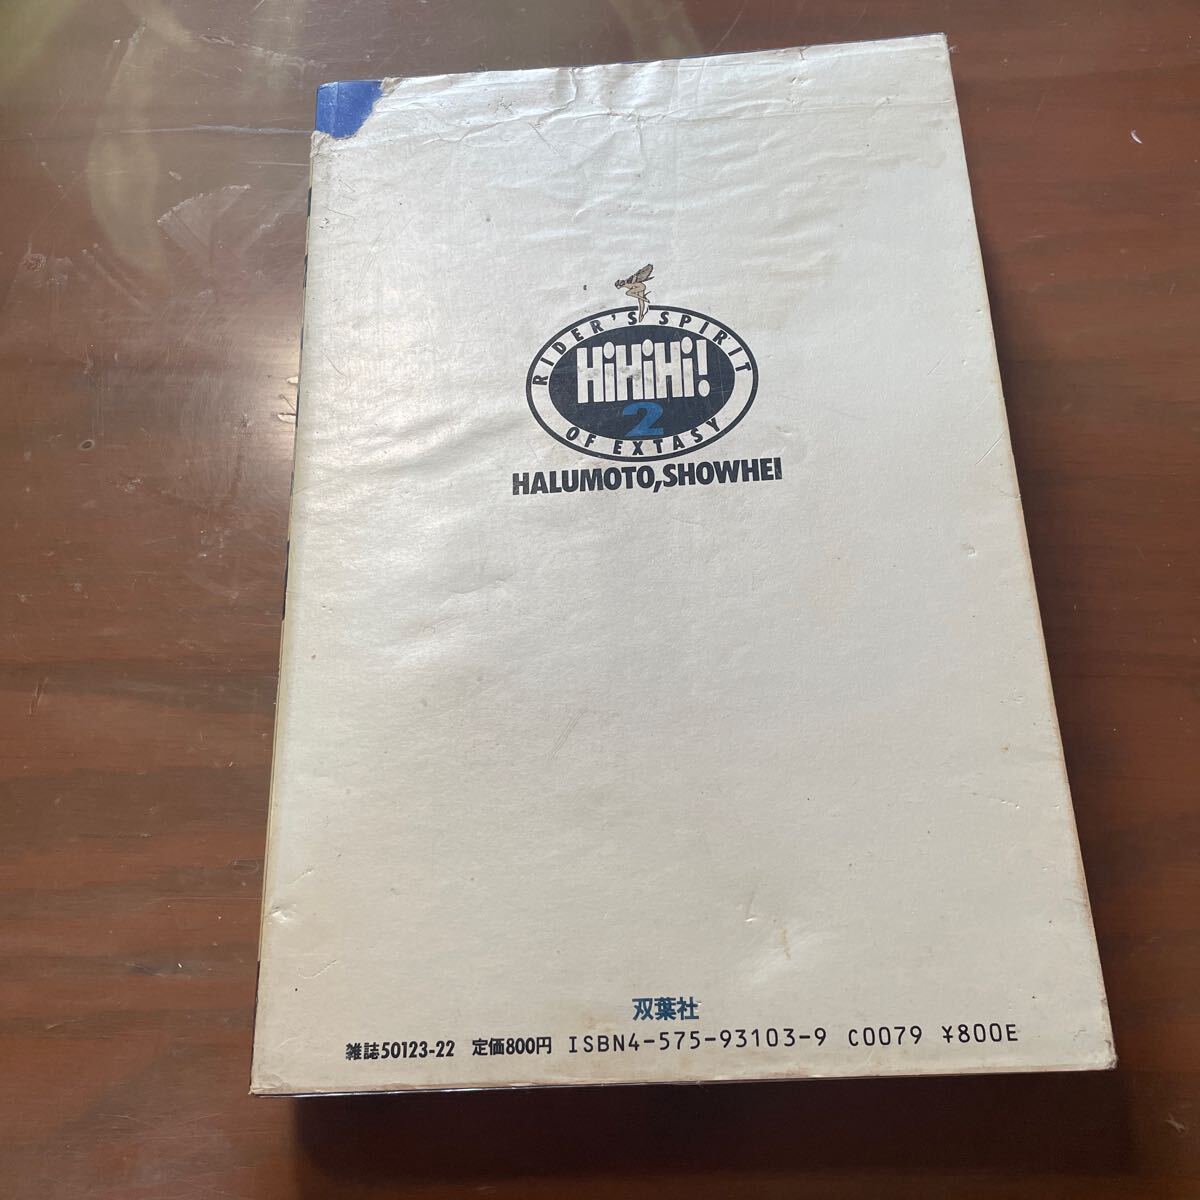 RIDER'S SPIRIT
HiHiHi!
2
OF EXTASY
HALUMOTO,SHOWHEI
双葉社
雑誌50123-22 定価800円 ISBN4-575-93103-9 C0079 ¥800E